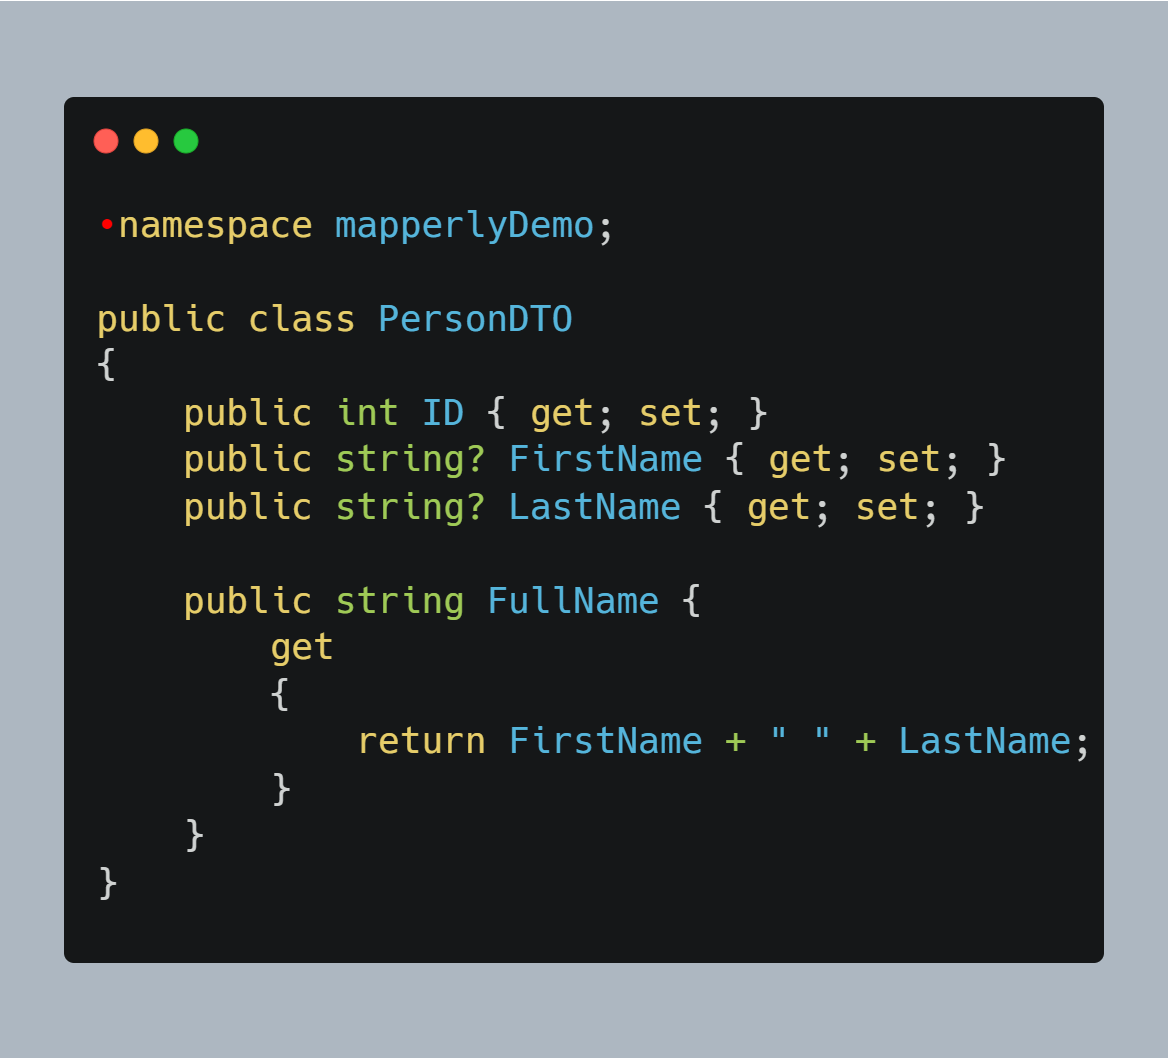 •namespace mapperlyDemo;
public class PersonDTO
{
    public int ID { get; set; }
    public string? FirstName { get; set; }
    public string? LastName { get; set; }
    public string FullName {
        get
        {
            return FirstName + " " + LastName;
        }
    }
}